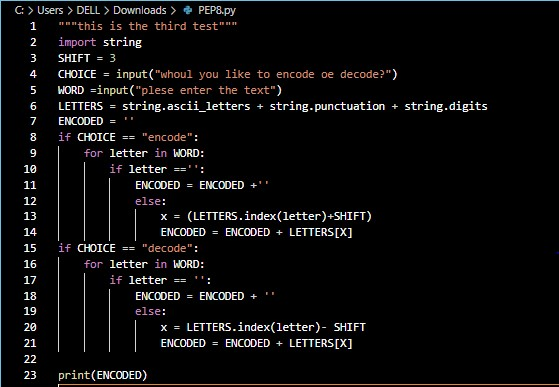 C: > Users > DELL > Downloads > PEP8.py
1 """this is the third test"""
2 import string
3 SHIFT = 3
4 CHOICE = input("whoul you like to encode oe decode?")
5 WORD =input("plese enter the text")
6 LETTERS = string.ascii_letters + string.punctuation + string.digits
7 ENCODED = ''
8 if CHOICE == "encode":
9     for letter in WORD:
10         if letter =='':
11             ENCODED = ENCODED +''
12             else:
13                 x = (LETTERS.index(letter)+SHIFT)
14                 ENCODED = ENCODED + LETTERS[X]
15 if CHOICE == "decode":
16     for letter in WORD:
17         if letter == '':
18             ENCODED = ENCODED + ''
19             else:
20                 x = LETTERS.index(letter)- SHIFT
21                 ENCODED = ENCODED + LETTERS[X]
22
23 print(ENCODED)